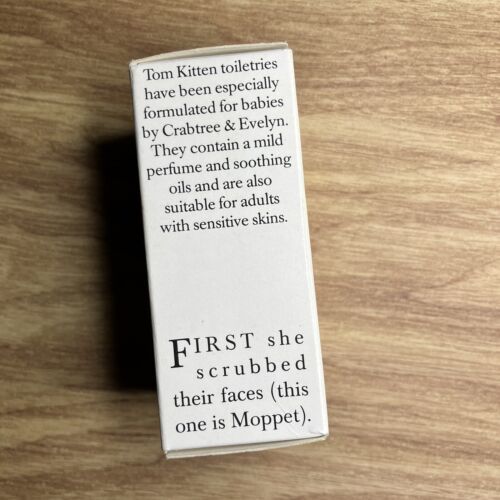 Tom Kitten toiletries
have been especially
formulated for babies
by Crabtree & Evelyn.
They contain a mild
perfume and soothing
oils and are also
suitable for adults
with sensitive skins.
FIRST she
scrubbed
their faces (this
one is Moppet).